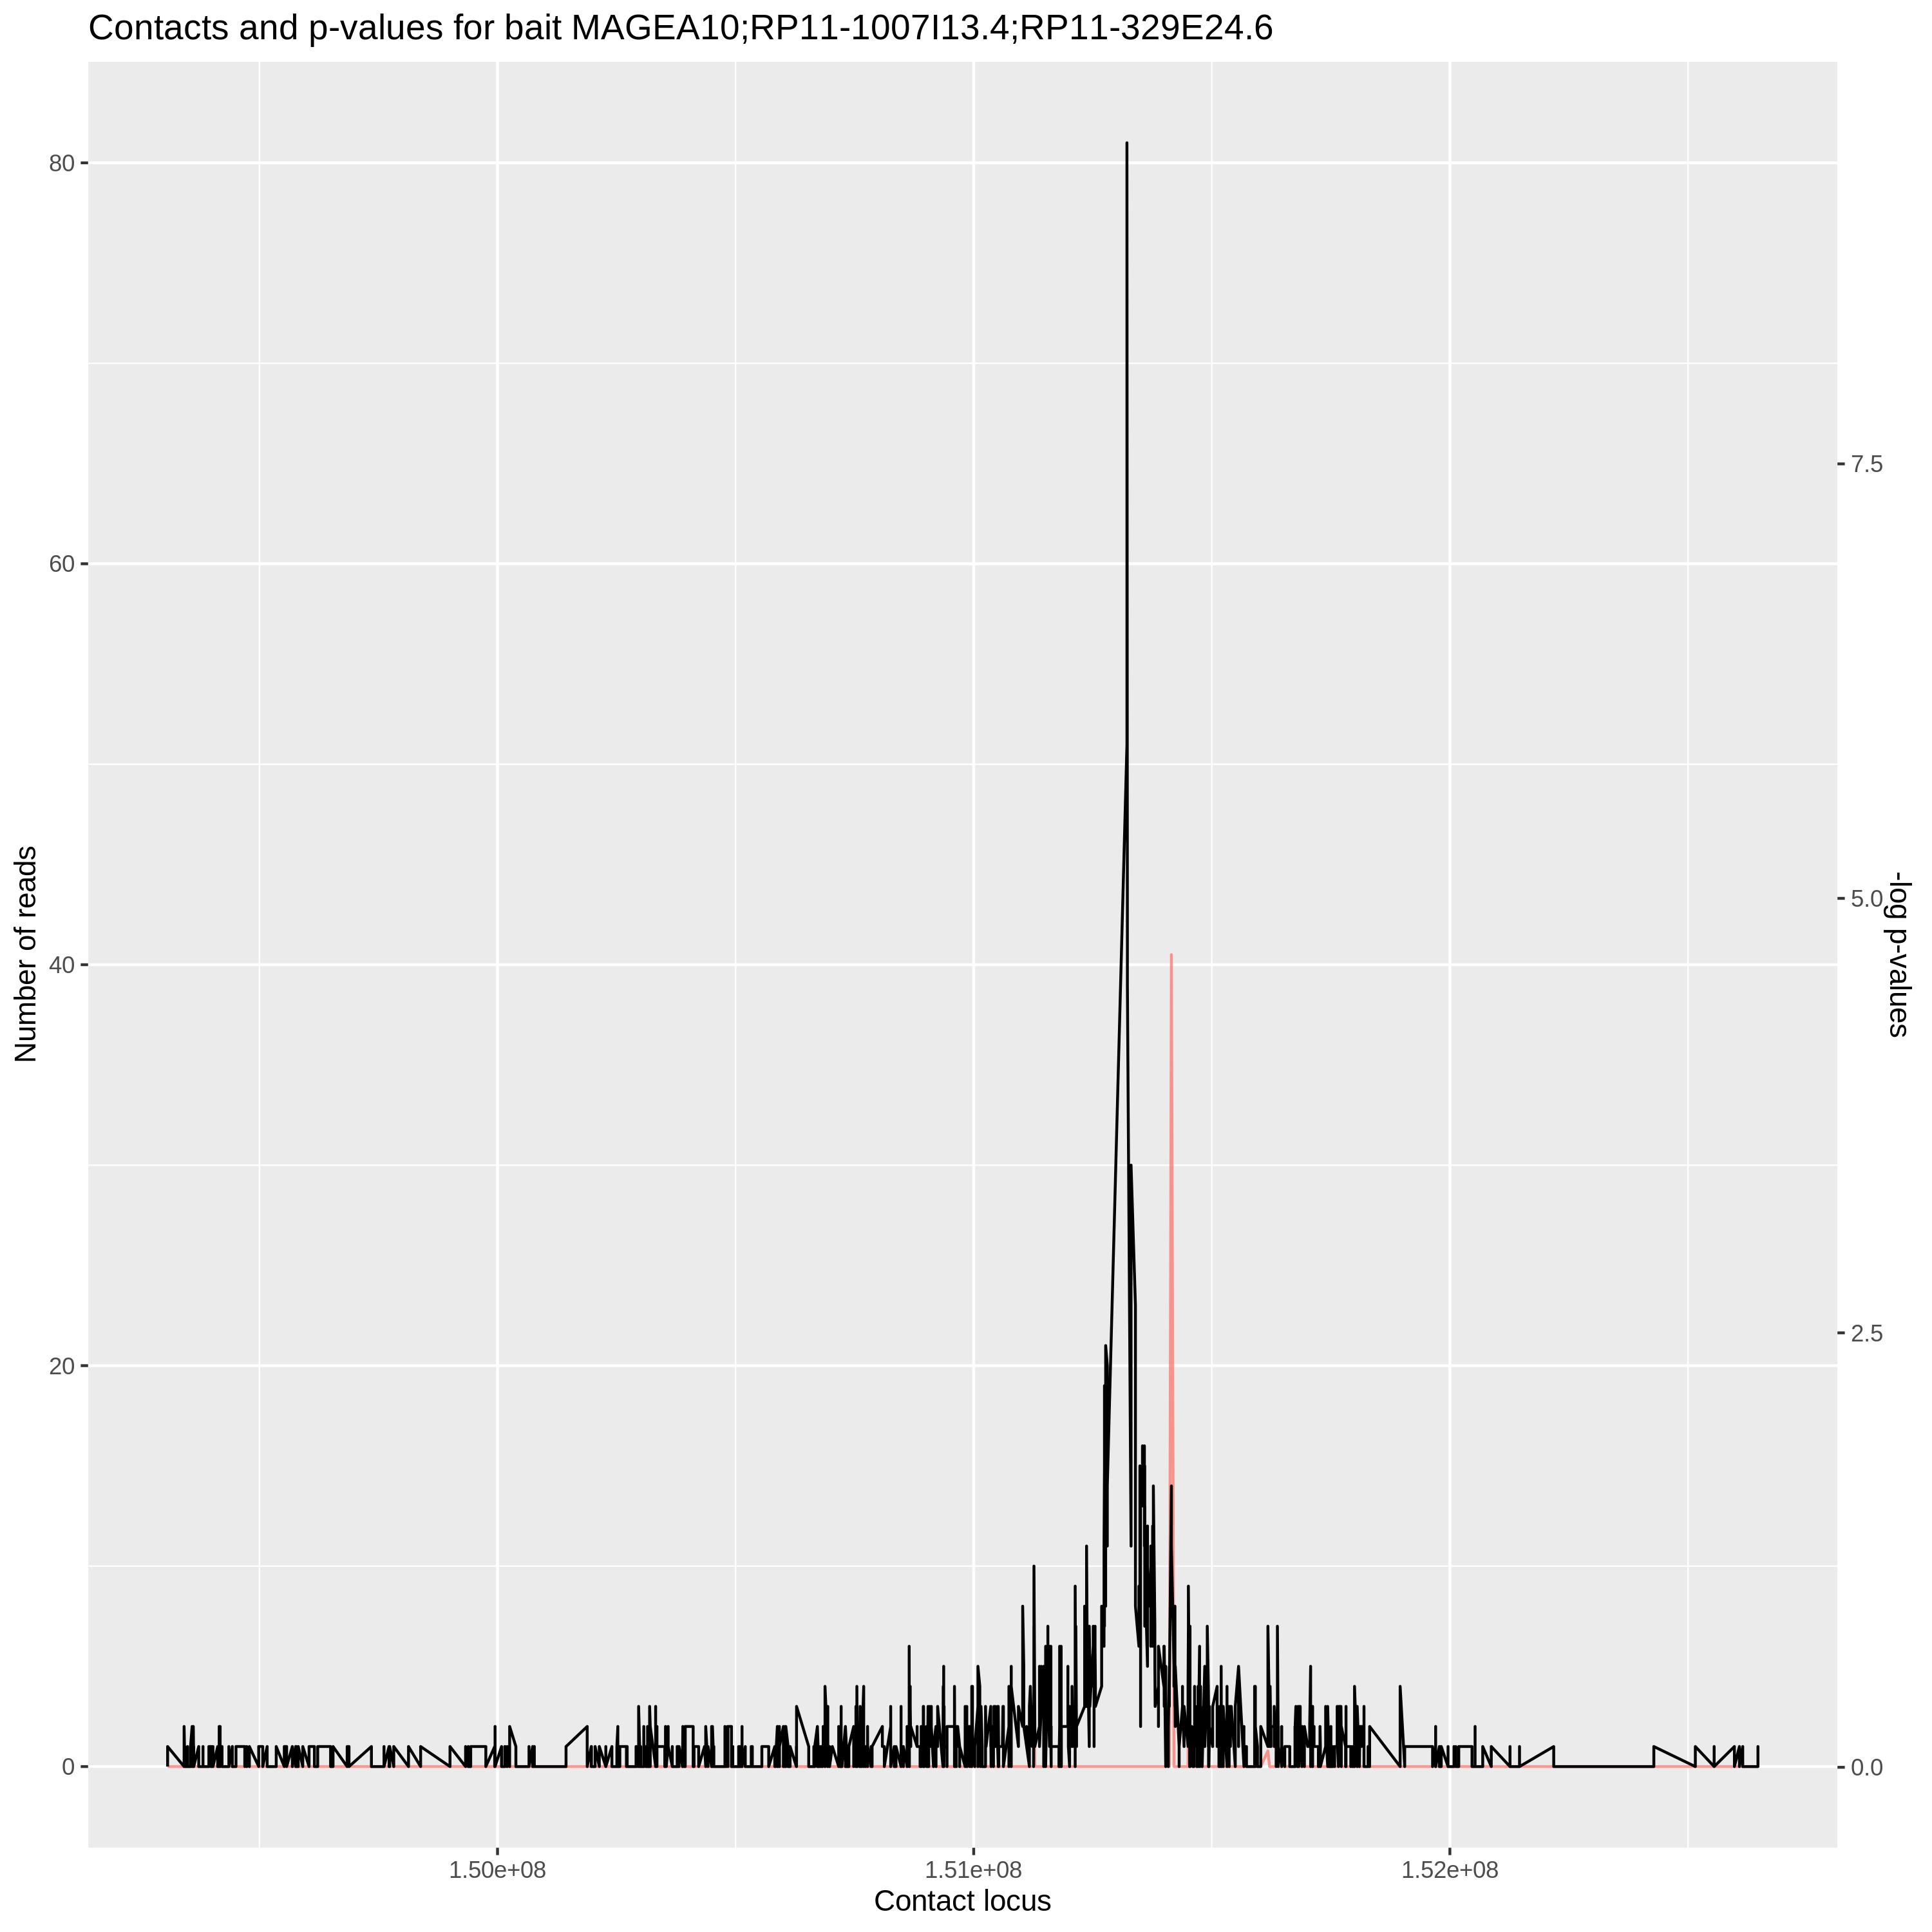 Contacts and p-values for bait MAGEA10;RP11-1007I13.4;RP11-329E24.6
80
60
40
20
0
Number of reads
7.5
5.0
2.5
0.0
-log p-values
1.50e+08
1.51e+08
1.52e+08
Contact locus